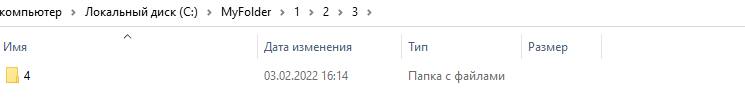 компьютер > Локальный диск (C:) > MyFolder > 1 > 2 > 3 >
Имя Дата изменения Тип Размер
4 03.02.2022 16:14 Папка с файлами